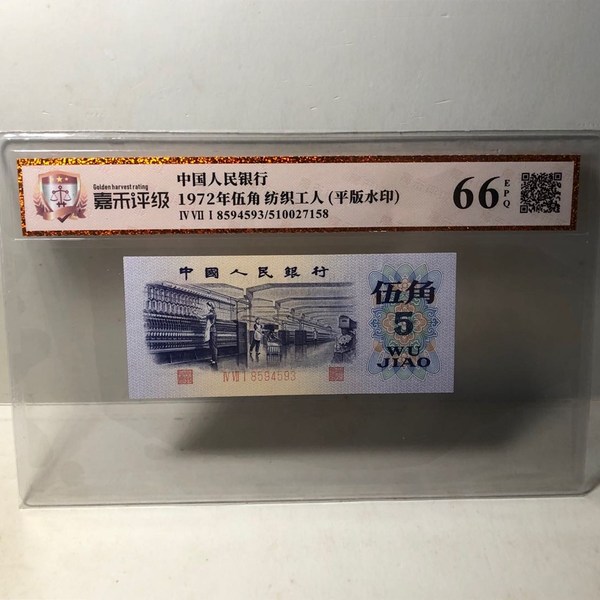 Golden harvest rating
嘉禾评级
中国人民银行
1972年伍角 纺织工人 (平版水印)
IV VII I 8594593/510027158
66 EPQ
中國人民銀行
伍角
5
WU
JIAO
IV VII I 8594593